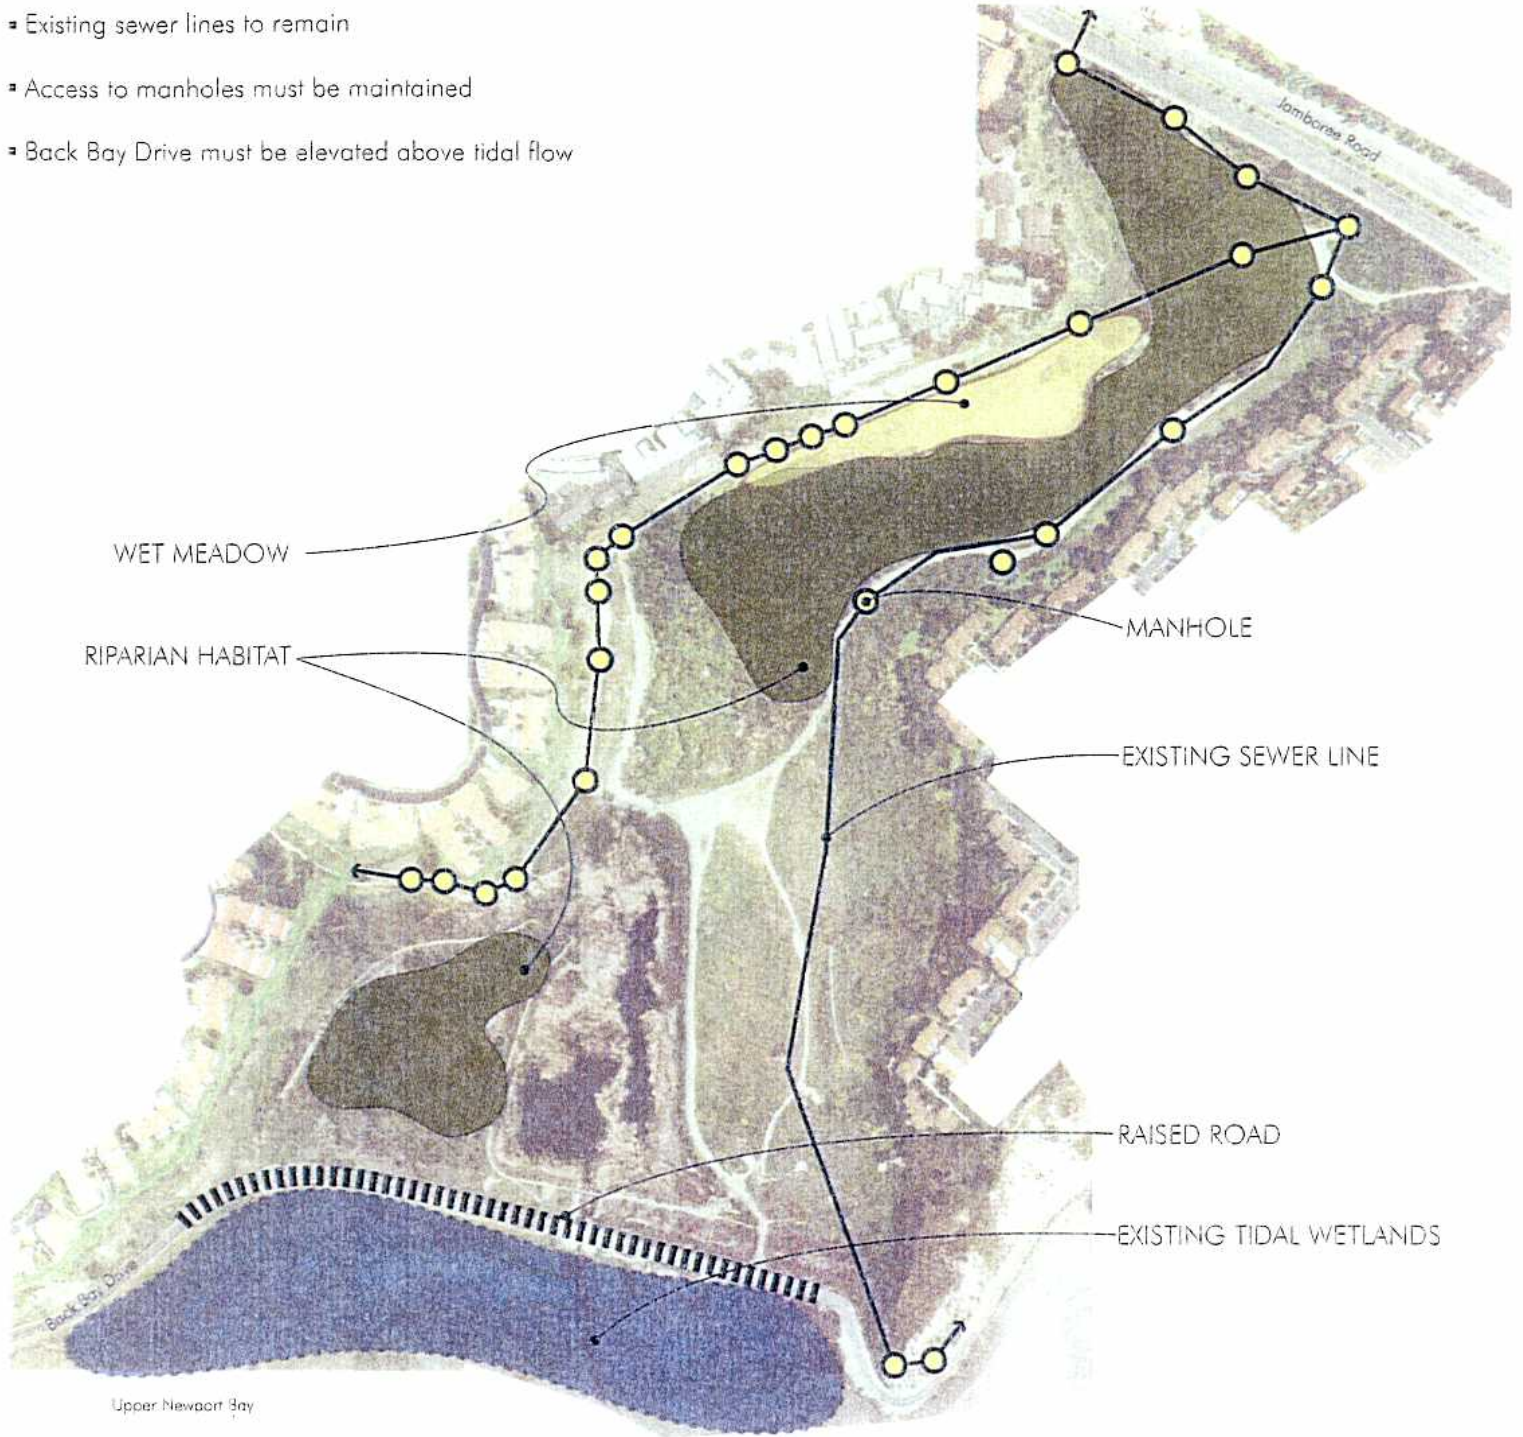 ▪ Existing sewer lines to remain
▪ Access to manholes must be maintained
▪ Back Bay Drive must be elevated above tidal flow
Jamboree Road
WET MEADOW
MANHOLE
RIPARIAN HABITAT
EXISTING SEWER LINE
RAISED ROAD
EXISTING TIDAL WETLANDS
Back Bay Drive
Upper Newport Bay